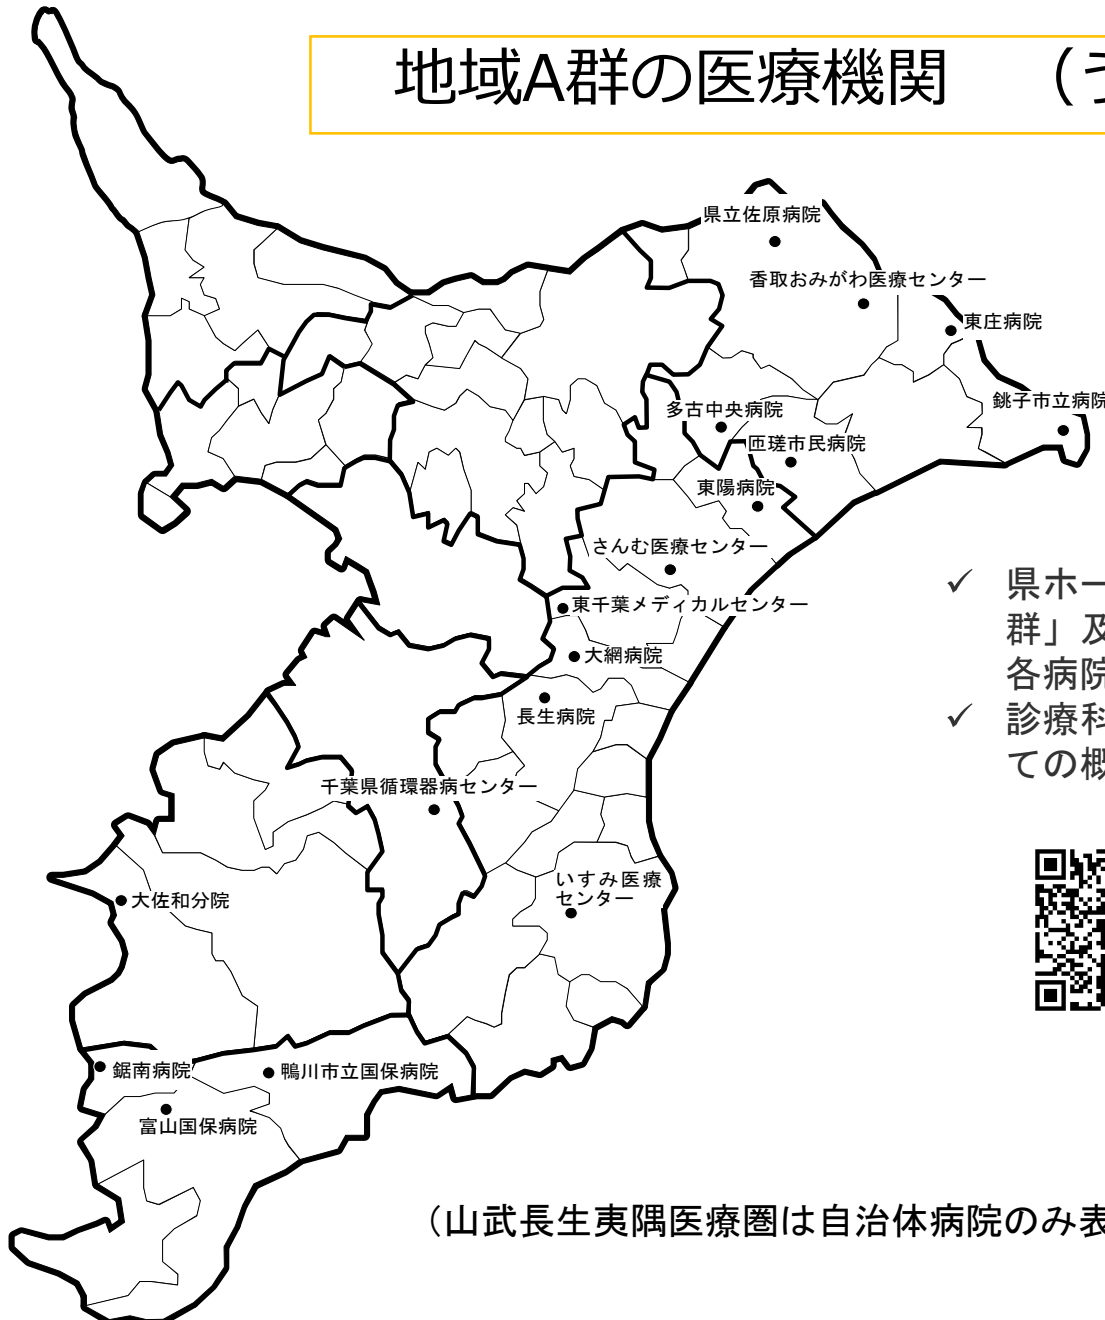 地域A群の医療機関　（う
県立佐原病院
香取おみがわ医療センター
東庄病院
銚子市立病院
多古中央病院
匝瑳市民病院
東陽病院
さんむ医療センター
東千葉メディカルセンター
大網病院
長生病院
千葉県循環器病センター
いすみ医療
センター
大佐和分院
鋸南病院
鴨川市立国保病院
富山国保病院
✓ 県ホー
群」及
各病院
✓ 診療科
ての概
（山武長生夷隅医療圏は自治体病院のみ表